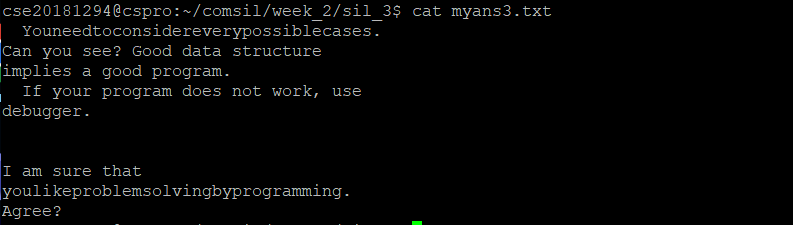 cse20181294@cspro:~/comsil/week_2/sil_3$ cat myans3.txt
  Youneedtoconsidereverypossiblecases.
Can you see? Good data structure
implies a good program.
  If your program does not work, use
debugger.
I am sure that
youlikeproblemsolvingbyprogramming.
Agree?